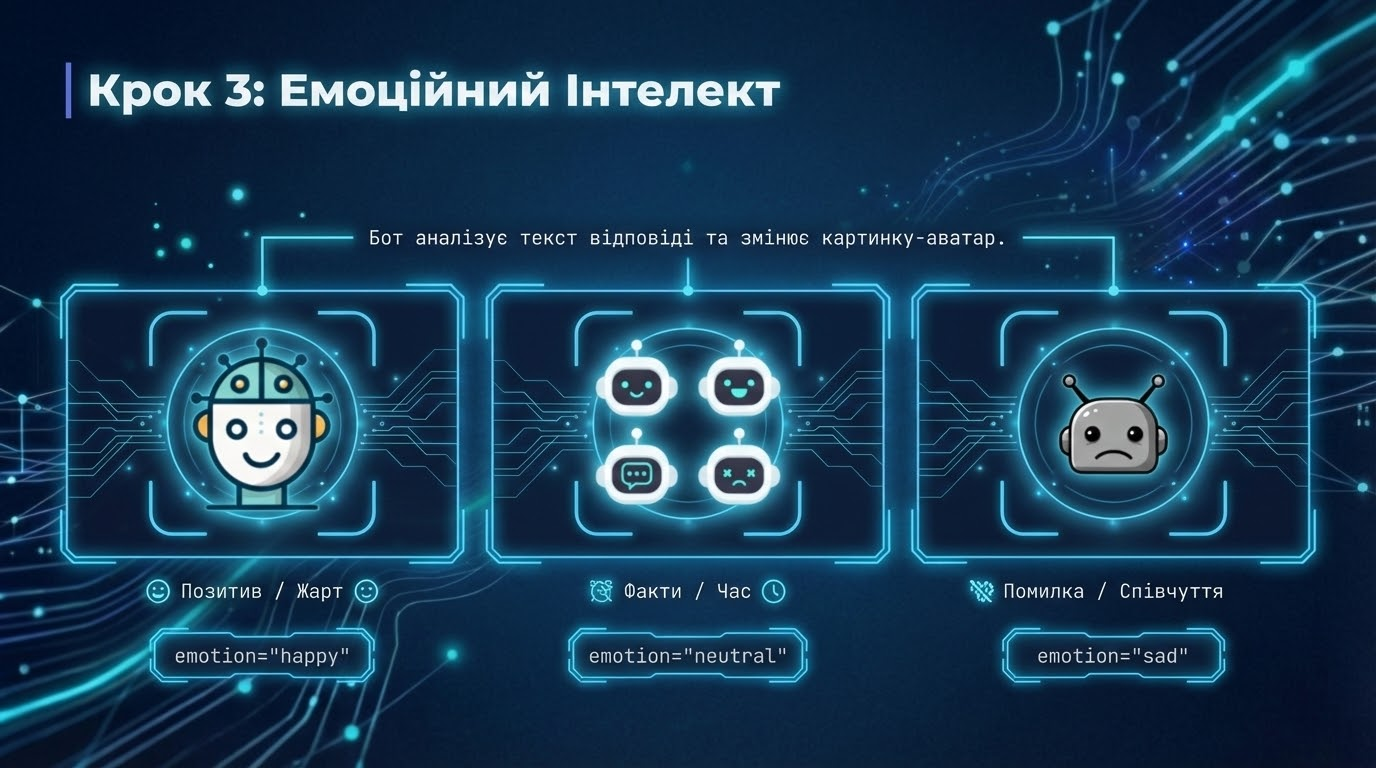 Крок 3: Емоційний Інтелект
Бот аналізує текст відповіді та змінює картинку-аватар.
Позитив / Жарт
Факти / Час
Помилка / Співчуття
emotion="happy"
emotion="neutral"
emotion="sad"